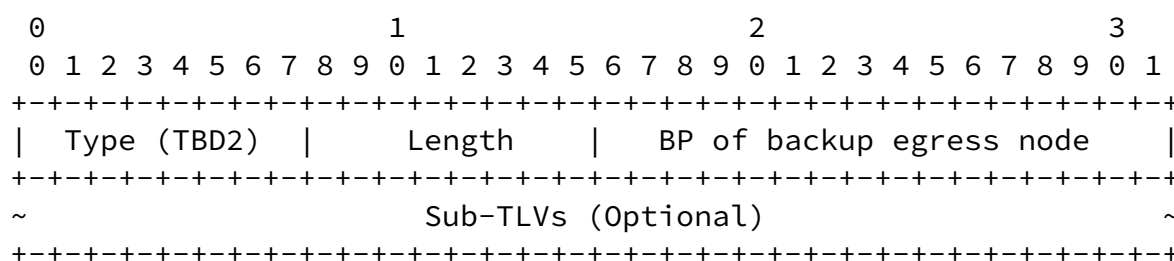 0                   1                   2                   3
 0 1 2 3 4 5 6 7 8 9 0 1 2 3 4 5 6 7 8 9 0 1 2 3 4 5 6 7 8 9 0 1
+-+-+-+-+-+-+-+-+-+-+-+-+-+-+-+-+-+-+-+-+-+-+-+-+-+-+-+-+-+-+-+-+
|  Type (TBD2)  |     Length    |   BP of backup egress node    |
+-+-+-+-+-+-+-+-+-+-+-+-+-+-+-+-+-+-+-+-+-+-+-+-+-+-+-+-+-+-+-+-+
~                      Sub-TLVs (Optional)                      ~
+-+-+-+-+-+-+-+-+-+-+-+-+-+-+-+-+-+-+-+-+-+-+-+-+-+-+-+-+-+-+-+-+